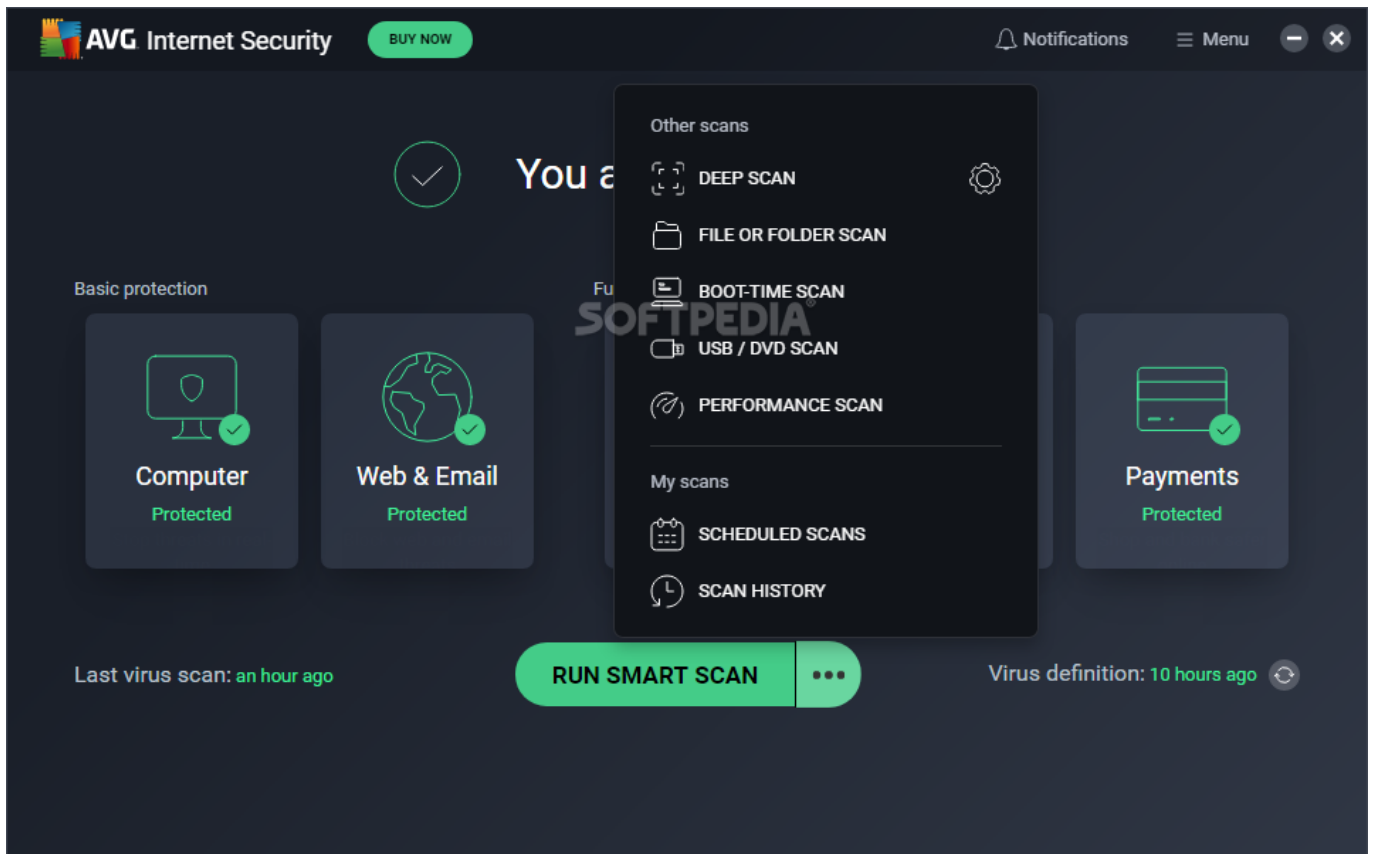 AVG Internet Security
BUY NOW
Notifications
Menu
You a
Other scans
DEEP SCAN
FILE OR FOLDER SCAN
BOOT-TIME SCAN
USB / DVD SCAN
PERFORMANCE SCAN
My scans
SCHEDULED SCANS
SCAN HISTORY
Basic protection
Fu
SOFTPEDIA®
Computer
Protected
Web & Email
Protected
Payments
Protected
Last virus scan: an hour ago
RUN SMART SCAN
Virus definition: 10 hours ago